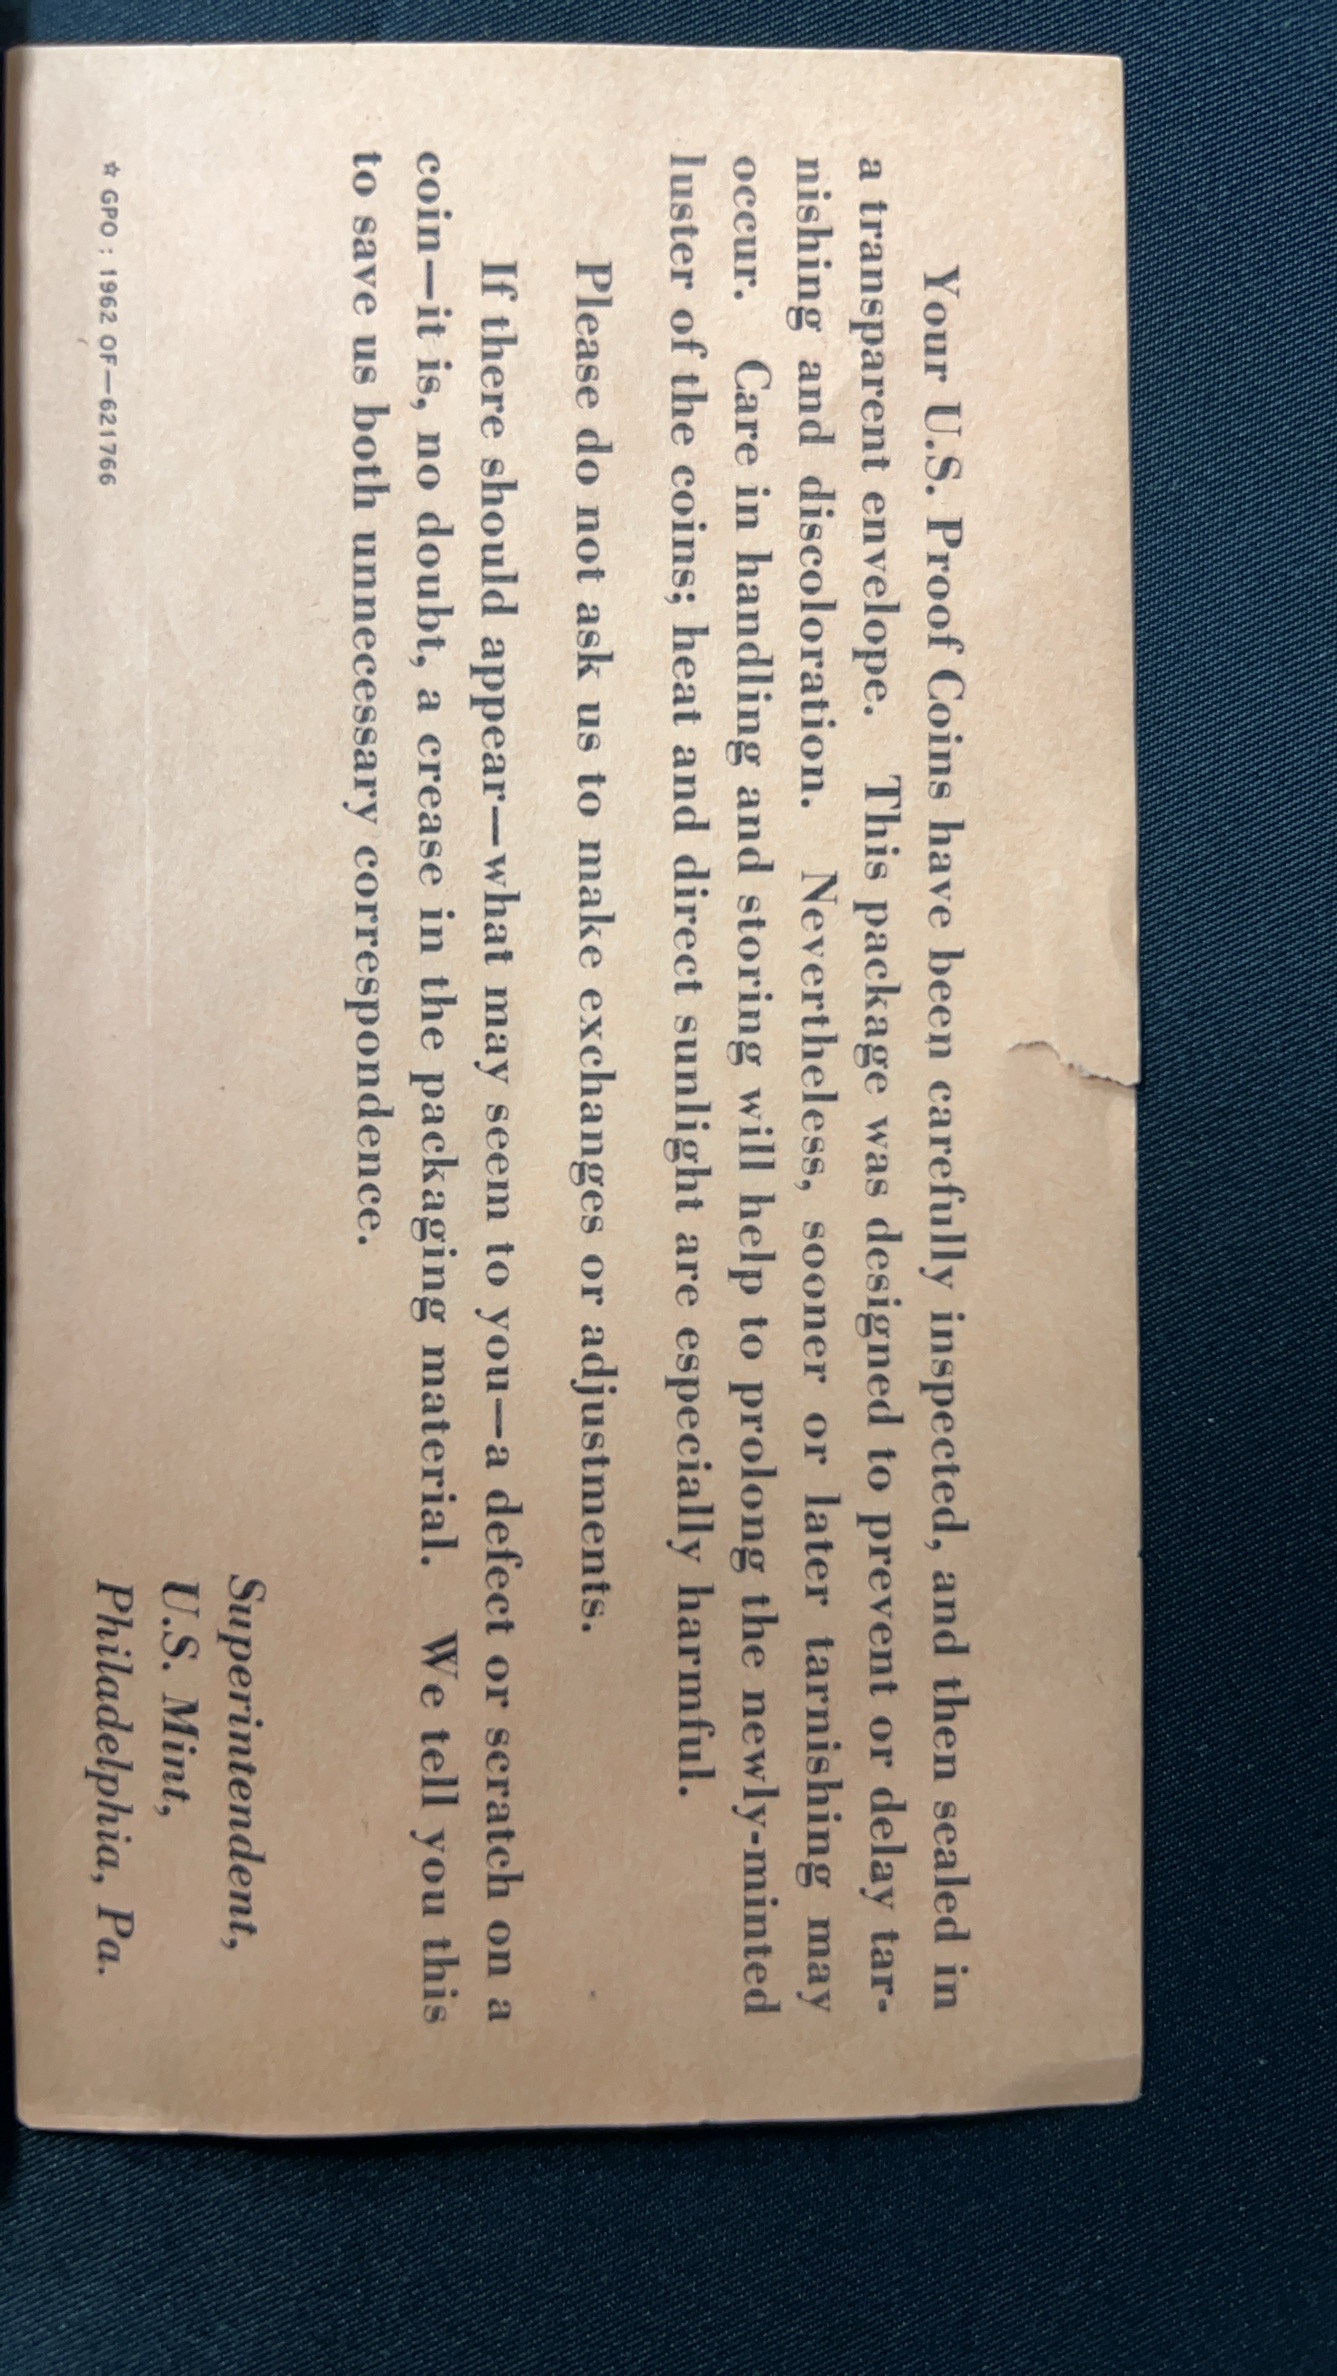 Your U.S. Proof Coins have been carefully inspected, and then sealed in
a transparent envelope. This package was designed to prevent or delay tar-
nishing and discoloration. Nevertheless, sooner or later tarnishing may
occur. Care in handling and storing will help to prolong the newly-minted
luster of the coins; heat and direct sunlight are especially harmful.
Please do not ask us to make exchanges or adjustments.
If there should appear—what may seem to you—a defect or scratch on a
coin—it is, no doubt, a crease in the packaging material. We tell you this
to save us both unnecessary correspondence.
Superintendent,
U.S. Mint,
Philadelphia, Pa.
☆ GPO : 1962 OF—621766